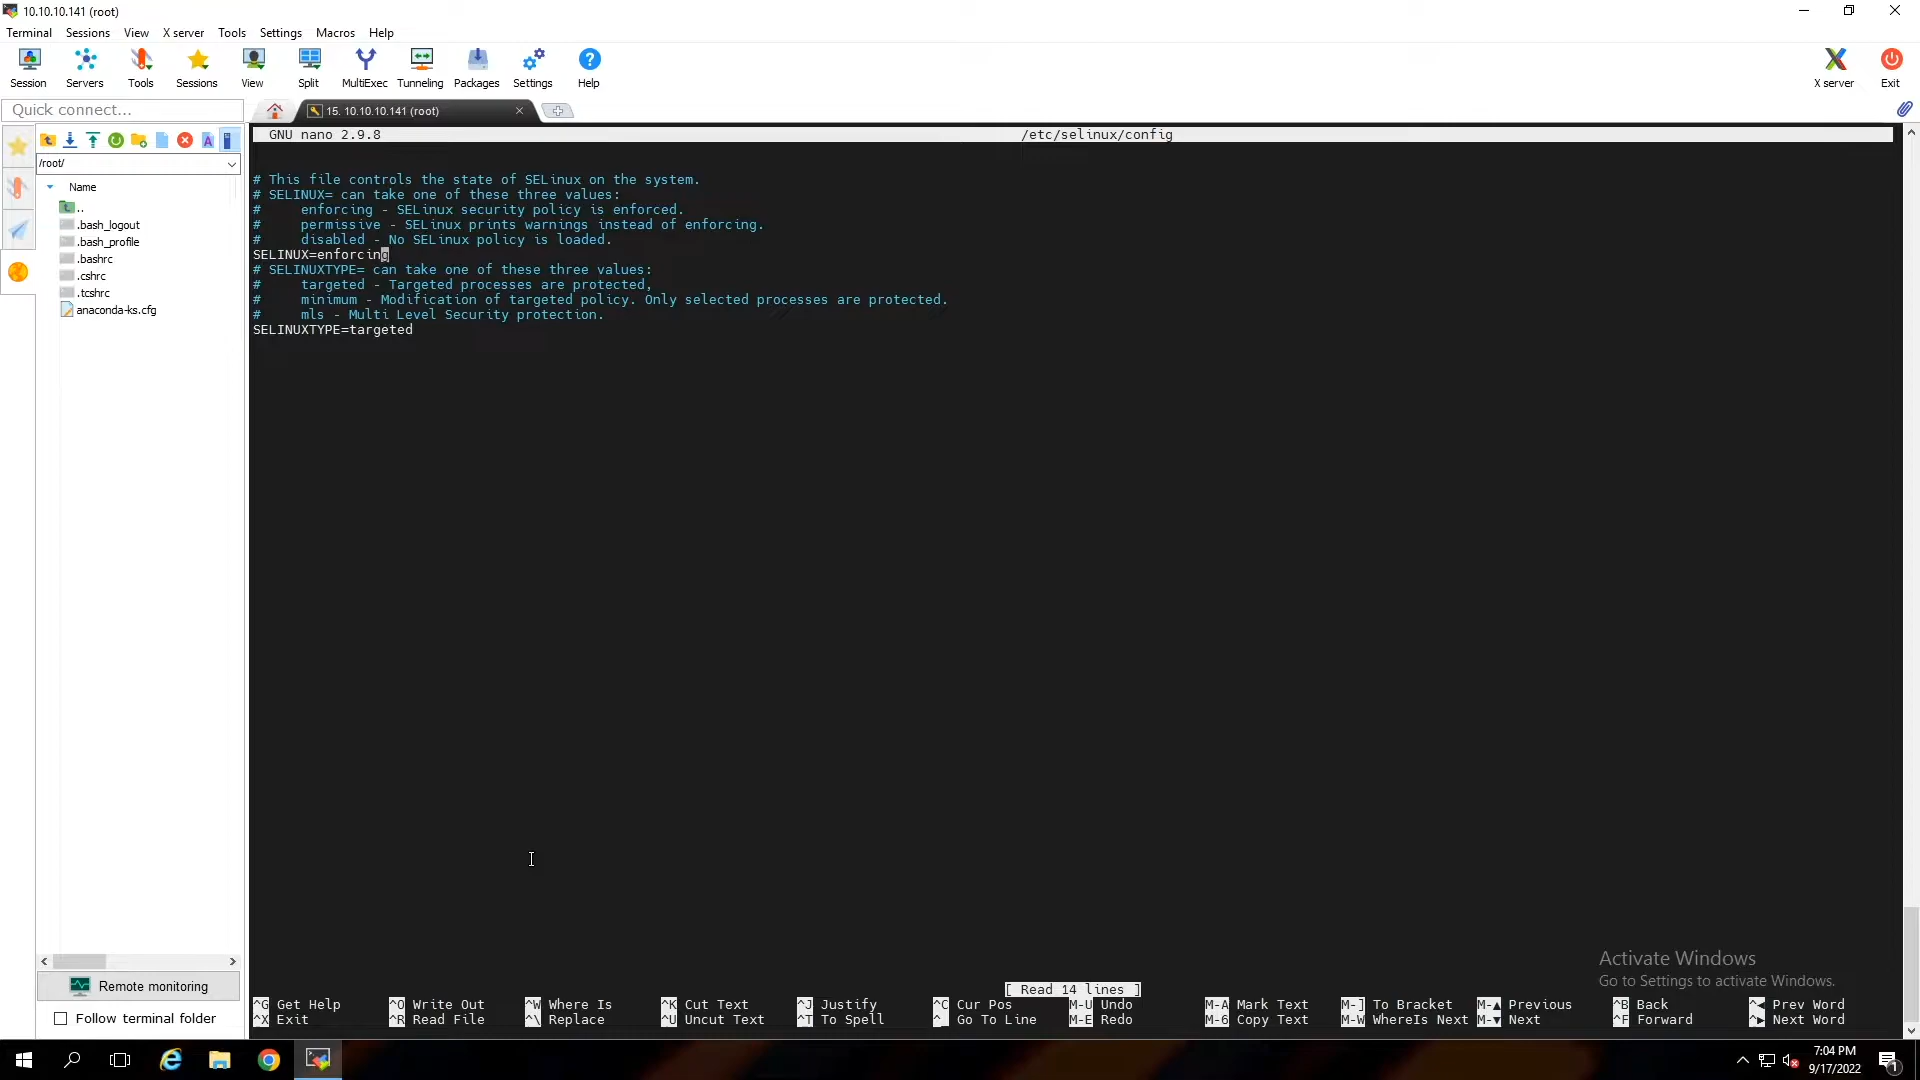 10.10.10.141 (root)
Terminal Sessions View X server Tools Settings Macros Help
Session Servers Tools Sessions View Split MultiExec Tunneling Packages Settings Help X server Exit
Quick connect...
15. 10.10.10.141 (root)
/root/
Name
..
.bash_logout
.bash_profile
.bashrc
.cshrc
.tcshrc
anaconda-ks.cfg
Remote monitoring
Follow terminal folder
GNU nano 2.9.8 /etc/selinux/config
# This file controls the state of SELinux on the system.
# SELINUX= can take one of these three values:
#     enforcing - SELinux security policy is enforced.
#     permissive - SELinux prints warnings instead of enforcing.
#     disabled - No SELinux policy is loaded.
SELINUX=enforcing
# SELINUXTYPE= can take one of these three values:
#     targeted - Targeted processes are protected,
#     minimum - Modification of targeted policy. Only selected processes are protected.
#     mls - Multi Level Security protection.
SELINUXTYPE=targeted
Activate Windows
Go to Settings to activate Windows.
[ Read 14 lines ]
^G Get Help ^O Write Out ^W Where Is ^K Cut Text ^J Justify ^C Cur Pos M-U Undo M-A Mark Text M-] To Bracket M-▲ Previous ^B Back ^◀ Prev Word
^X Exit ^R Read File ^\ Replace ^U Uncut Text ^T To Spell ^_ Go To Line M-E Redo M-6 Copy Text M-W WhereIs Next M-▼ Next ^F Forward ^▶ Next Word
7:04 PM
9/17/2022
1